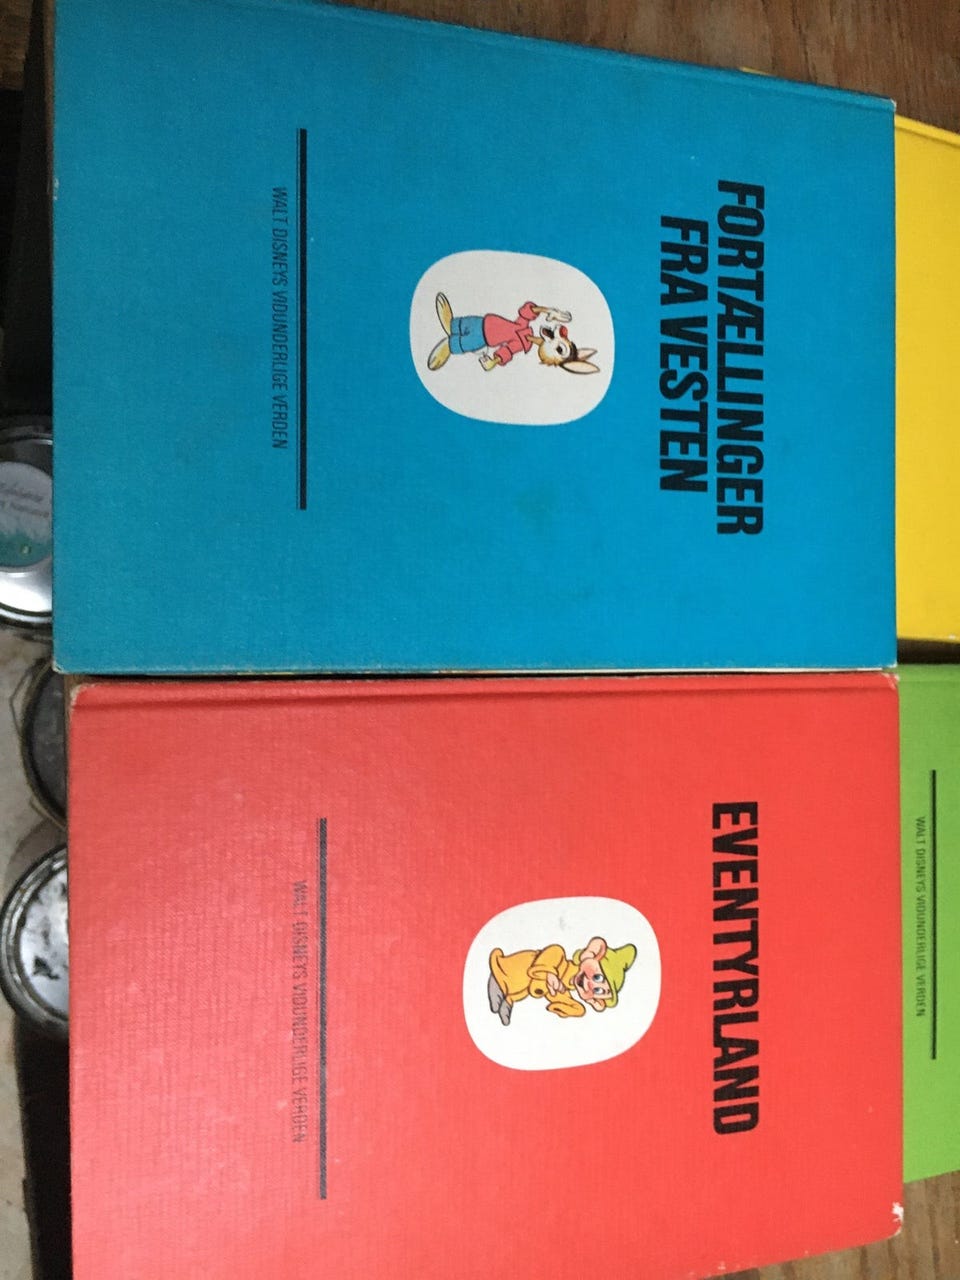 FORTÆLLINGER
FRA VESTEN
WALT DISNEYS VIDUNDERLIGE VERDEN
EVENTYRLAND
WALT DISNEYS VIDUNDERLIGE VERDEN
WALT DISNEYS VIDUNDERLIGE VERDEN